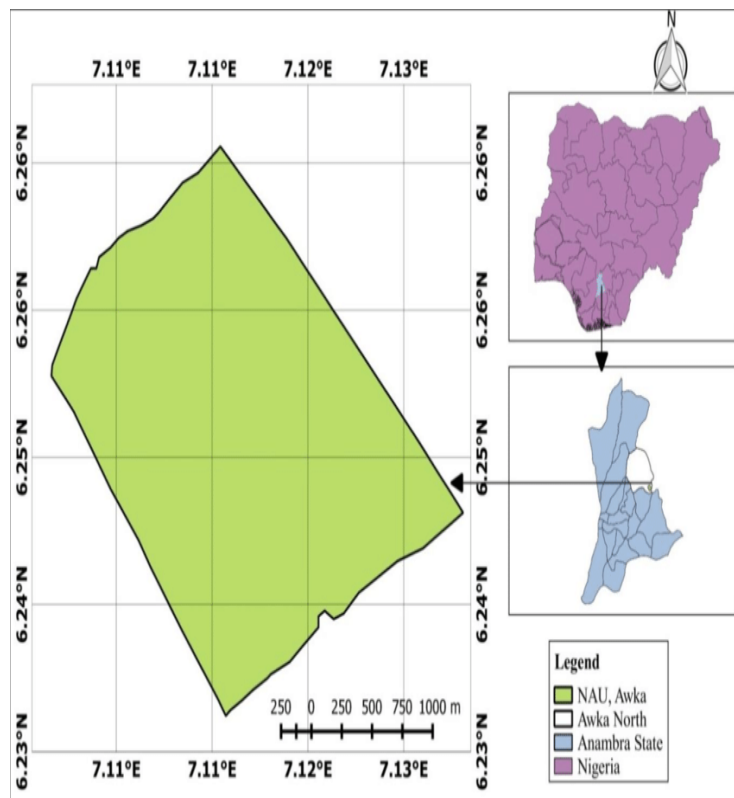 N
7.11°E 7.11°E 7.12°E 7.13°E
6.26°N 6.26°N
6.26°N 6.26°N
6.25°N 6.25°N
6.24°N 6.24°N
6.23°N 6.23°N
250 0 250 500 750 1000 m
7.11°E 7.11°E 7.12°E 7.13°E
Legend
NAU, Awka
Awka North
Anambra State
Nigeria